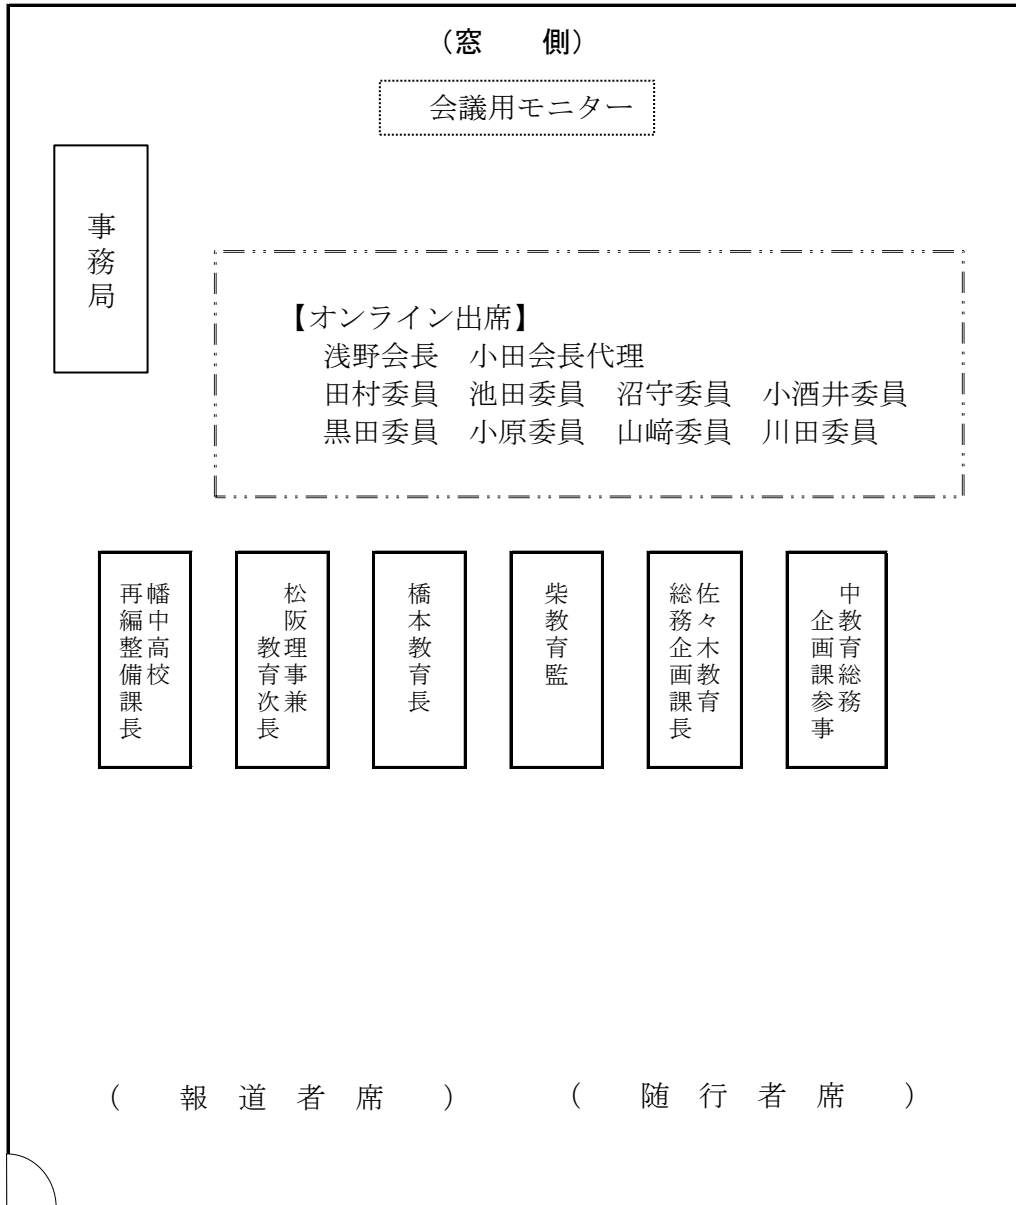 （窓　　側）
会議用モニター
事務局
【オンライン出席】
浅野会長　小田会長代理
田村委員　池田委員　沼守委員　小酒井委員
黒田委員　小原委員　山﨑委員　川田委員
幡中高校
再編整備課長
松阪理事兼
教育次長
橋本教育長
柴教育監
佐々木教育
総務企画課長
中教育総務
企画課参事
（　報　道　者　席　）　（　随　行　者　席　）